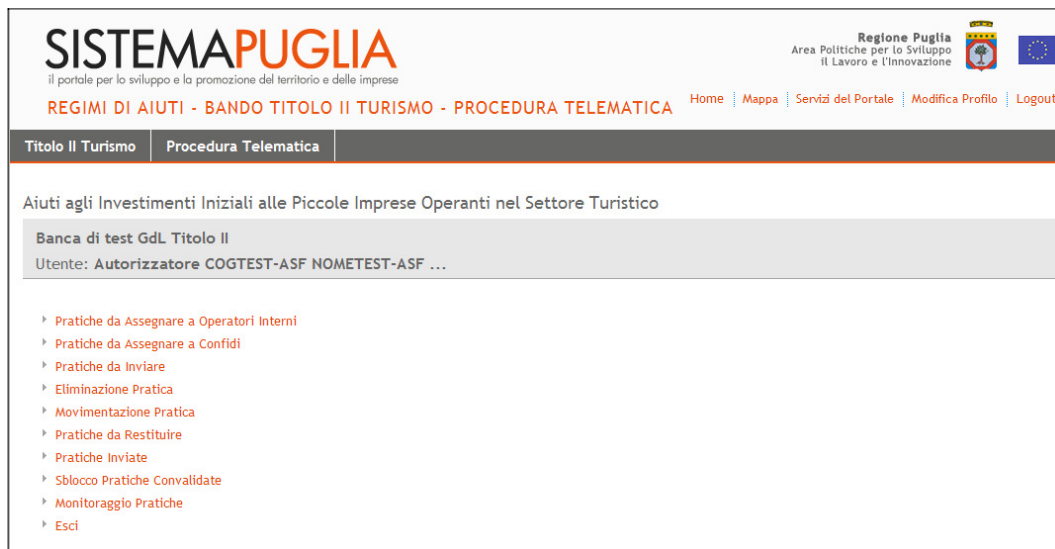 SISTEMAPUGLIA
il portale per lo sviluppo e la promozione del territorio e delle imprese
Regione Puglia
Area Politiche per lo Sviluppo
il Lavoro e l'Innovazione
REGIMI DI AIUTI - BANDO TITOLO II TURISMO - PROCEDURA TELEMATICA
Home Mappa Servizi del Portale Modifica Profilo Logout
Titolo II Turismo Procedura Telematica
Aiuti agli Investimenti Iniziali alle Piccole Imprese Operanti nel Settore Turistico
Banca di test GdL Titolo II
Utente: Autorizzatore COGTEST-ASF NOMETEST-ASF ...
Pratiche da Assegnare a Operatori Interni
Pratiche da Assegnare a Confidi
Pratiche da Inviare
Eliminazione Pratica
Movimentazione Pratica
Pratiche da Restituire
Pratiche Inviate
Sblocco Pratiche Convalidate
Monitoraggio Pratiche
Esci